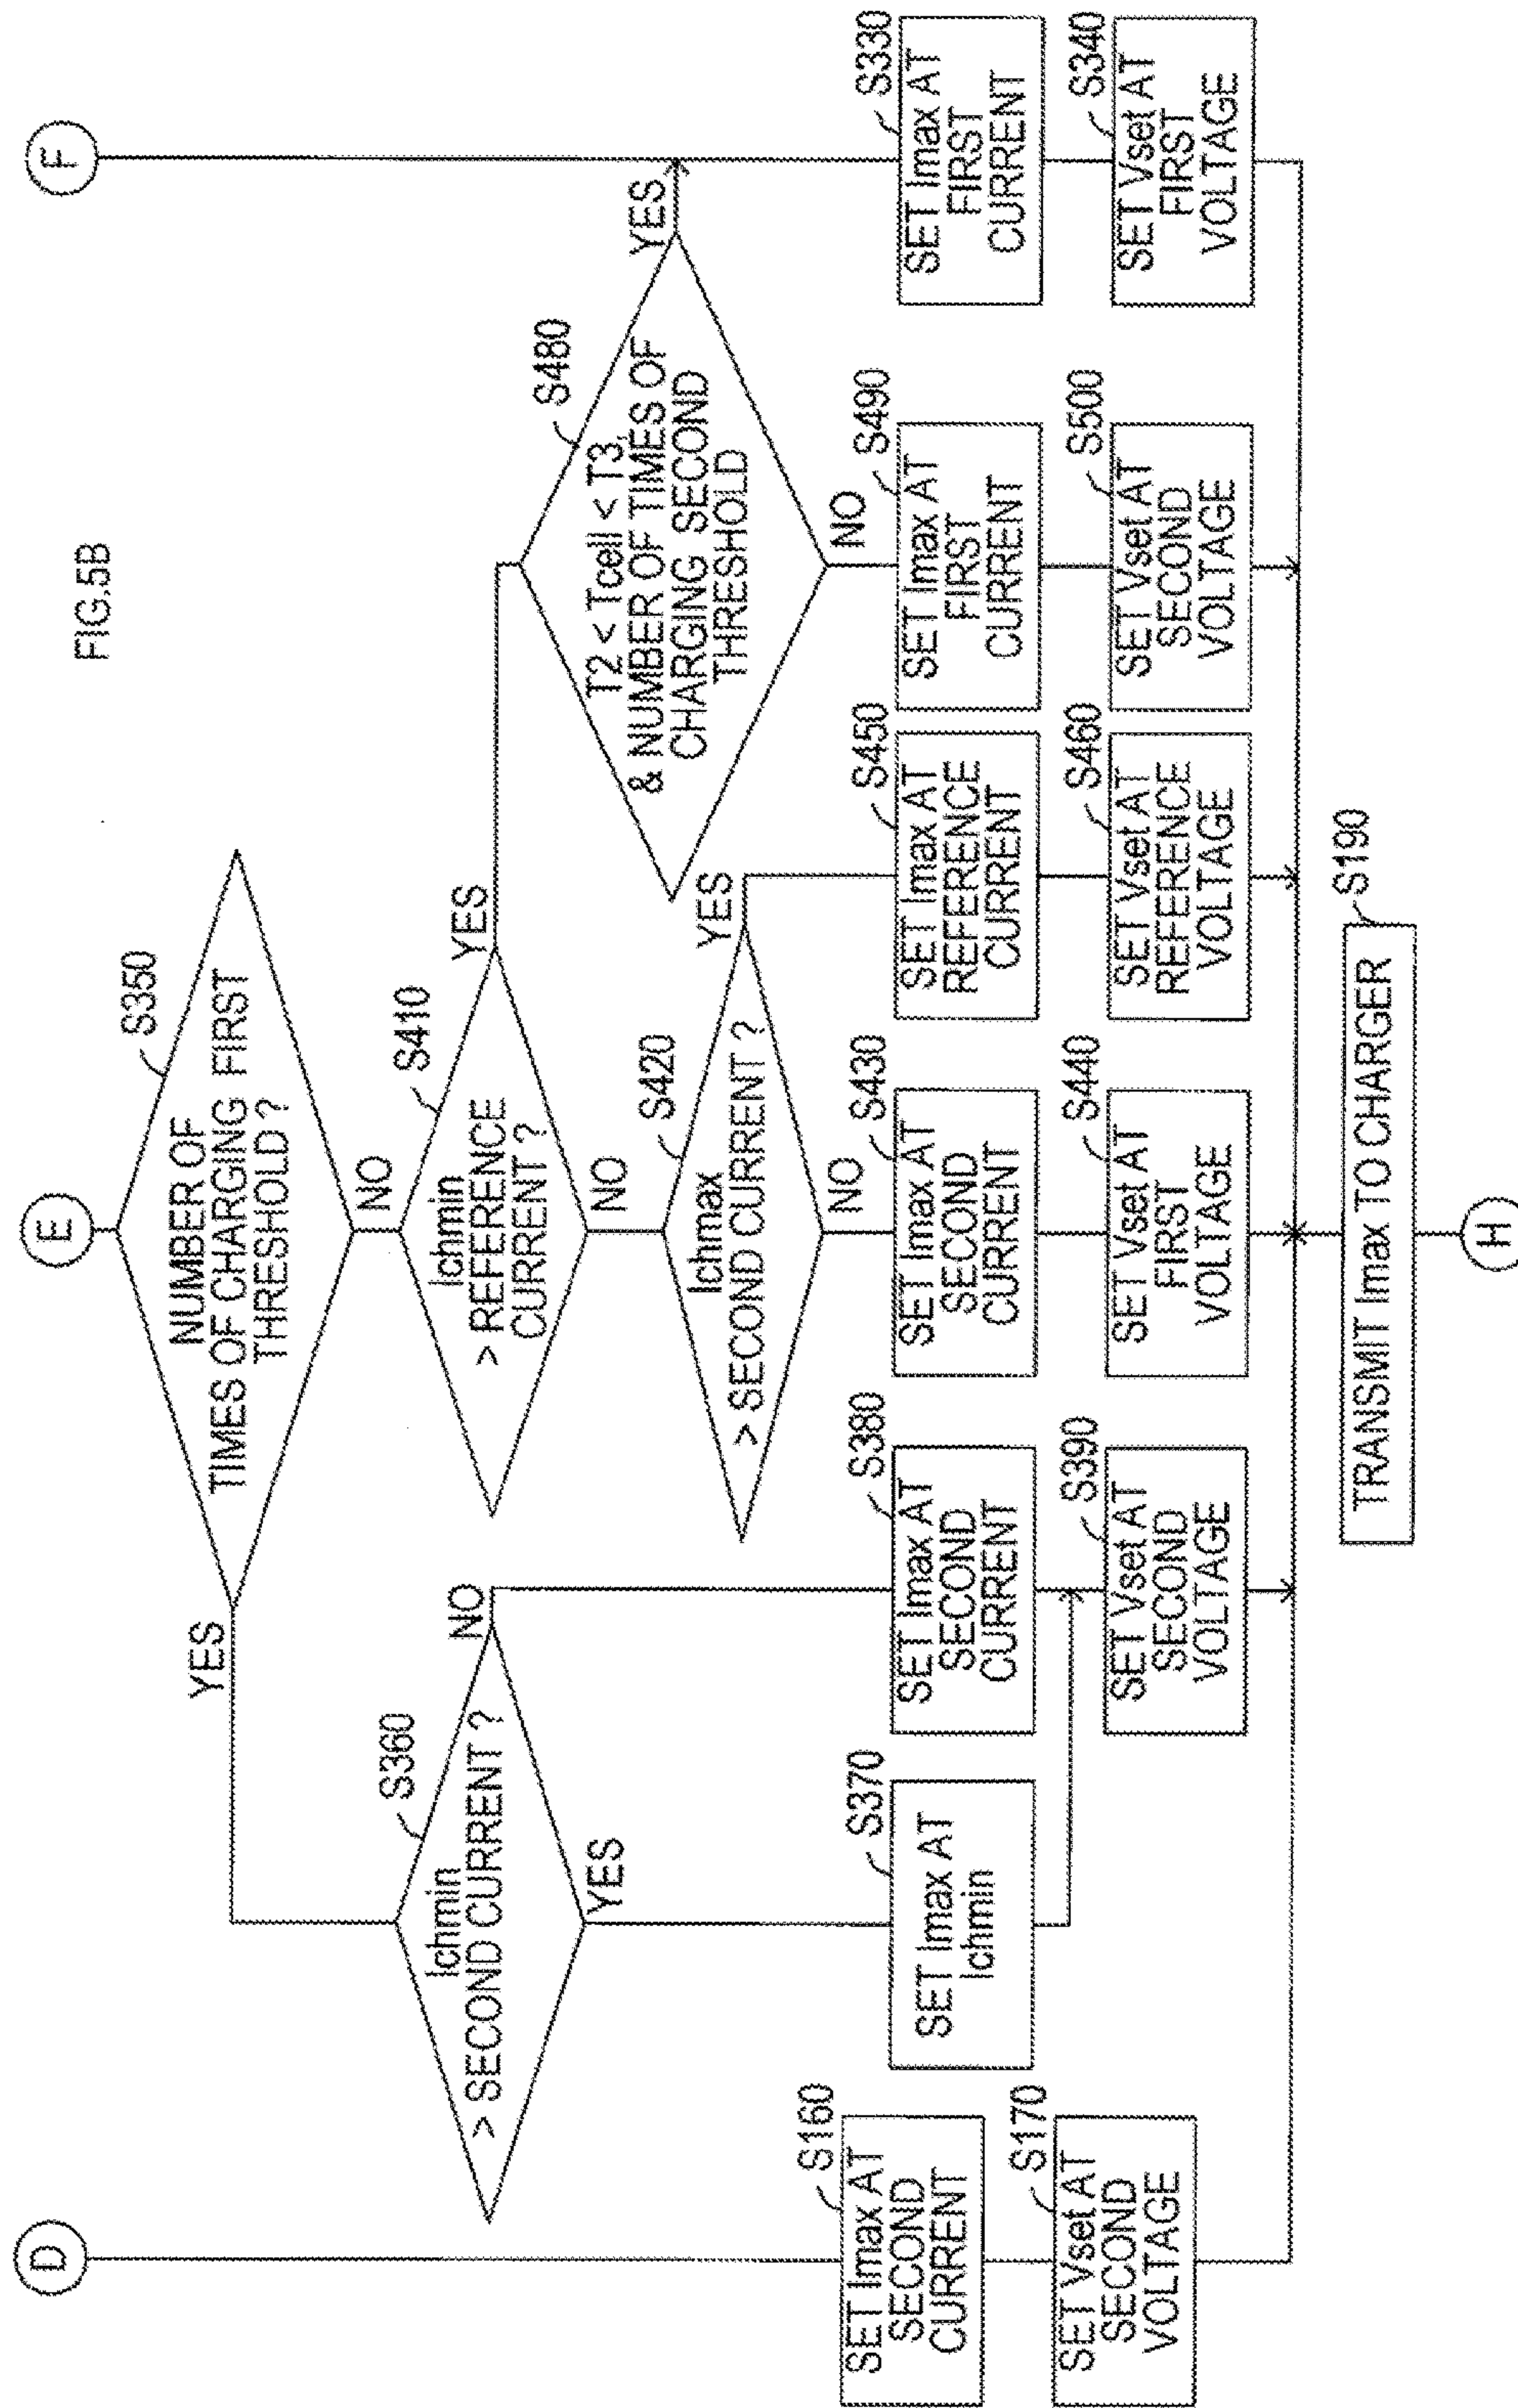 FIG.5B
D
E
F
NUMBER OF
TIMES OF CHARGING FIRST
THRESHOLD ?
S350
YES
NO
Ichmin
> SECOND CURRENT ?
S360
NO
YES
Ichmin
> REFERENCE
CURRENT ?
S410
YES
NO
T2 < Tcell < T3,
& NUMBER OF TIMES OF
CHARGING SECOND
THRESHOLD
S480
YES
NO
Ichmax
> SECOND CURRENT ?
S420
YES
NO
SET Imax AT
SECOND
CURRENT
S160
SET Imax AT
Ichmin
S370
SET Imax AT
SECOND
CURRENT
S380
SET Imax AT
SECOND
CURRENT
S430
SET Imax AT
REFERENCE
CURRENT
S450
SET Imax AT
FIRST
CURRENT
S490
SET Imax AT
FIRST
CURRENT
S330
SET Vset AT
SECOND
VOLTAGE
S170
SET Vset AT
SECOND
VOLTAGE
S390
SET Vset AT
FIRST
VOLTAGE
S440
SET Vset AT
REFERENCE
VOLTAGE
S460
SET Vset AT
SECOND
VOLTAGE
S500
SET Vset AT
FIRST
VOLTAGE
S340
TRANSMIT Imax TO CHARGER
S190
H